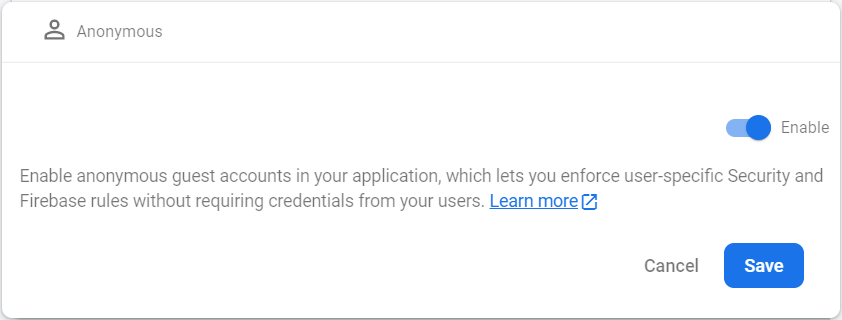 Anonymous
Enable
Enable anonymous guest accounts in your application, which lets you enforce user-specific Security and
Firebase rules without requiring credentials from your users. Learn more
Cancel
Save